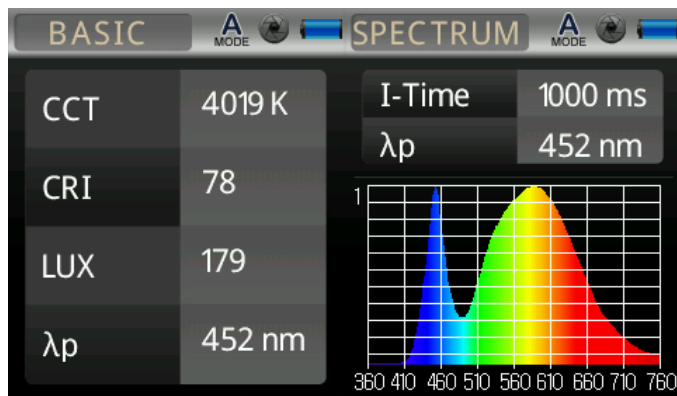 BASIC
A
MODE
CCT 4019 K
CRI 78
LUX 179
λp 452 nm
SPECTRUM
A
MODE
I-Time 1000 ms
λp 452 nm
1
360 410 460 510 560 610 660 710 760